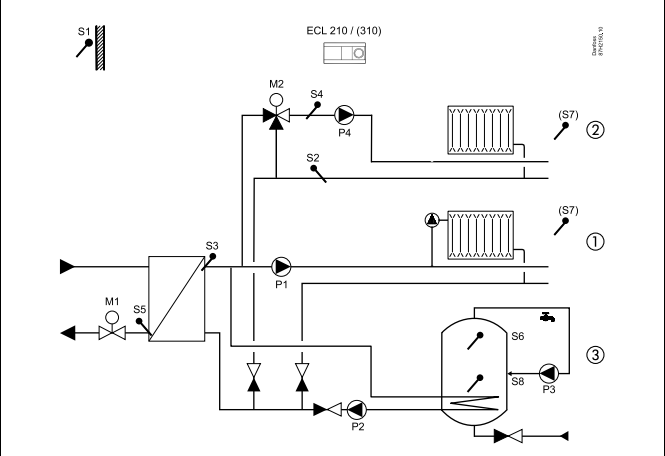 S1
ECL 210 / (310)
Danfoss
87H2150.10
M2
S4
P4
(S7)
2
S2
(S7)
1
S3
P1
M1
S5
S6
S8
P3
3
P2